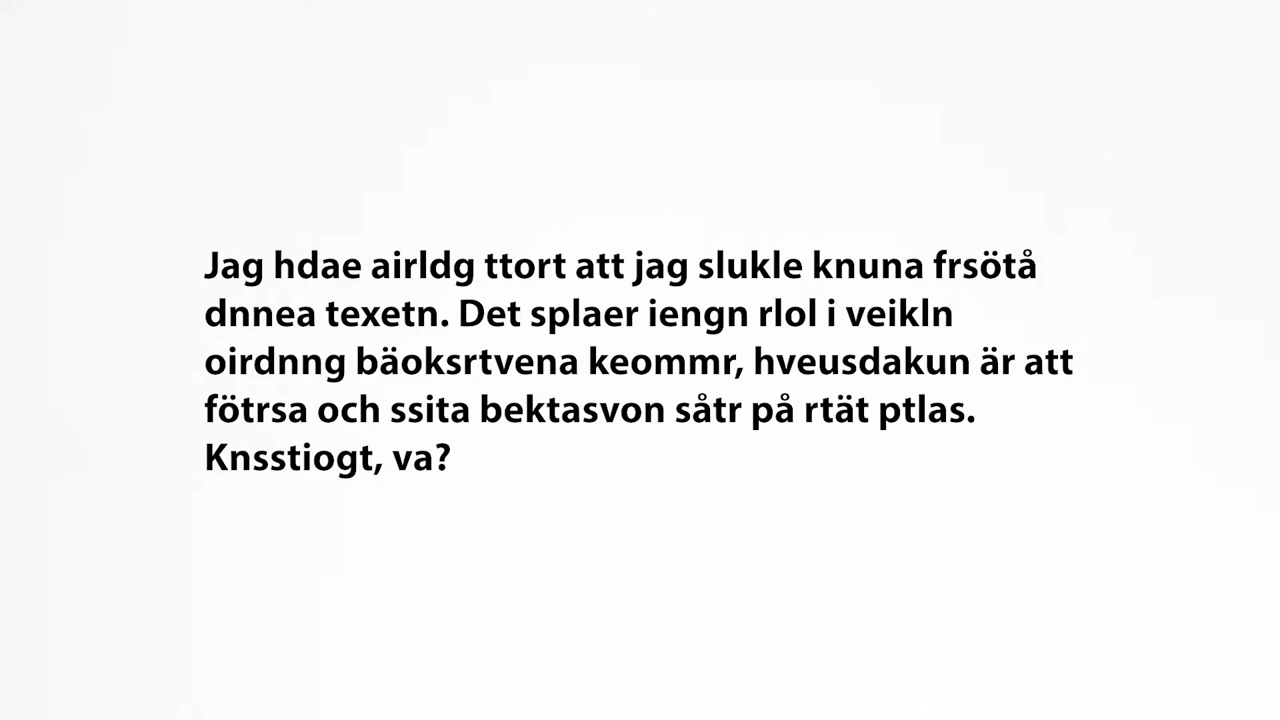 Jag hdae airldg ttort att jag slukle knuna frsötå
dnnea texetn. Det splaer iengn rlol i veikln
oirdnng bäoksrtvena keommr, hveusdakun är att
fötrsa och ssita bektasvon såtr på rtät ptlas.
Knsstiogt, va?